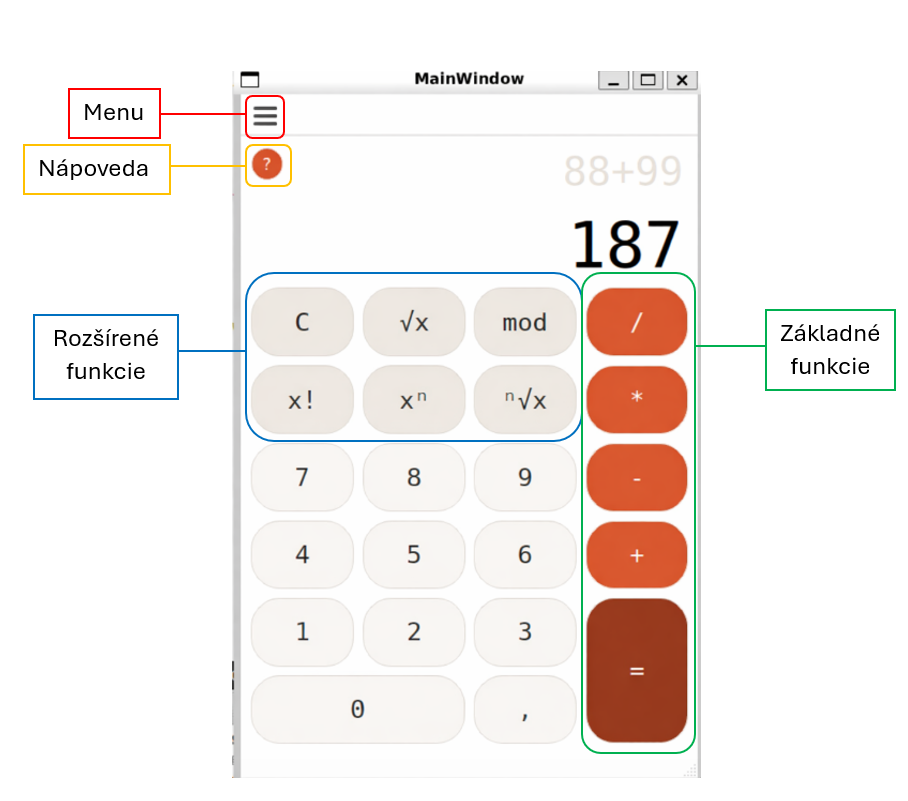 MainWindow
Menu
Nápoveda
?
88+99
187
Rozšírené
funkcie
Základné
funkcie
C √x mod /
x! xⁿ ⁿ√x *
7 8 9 -
4 5 6 +
1 2 3 =
0 ,